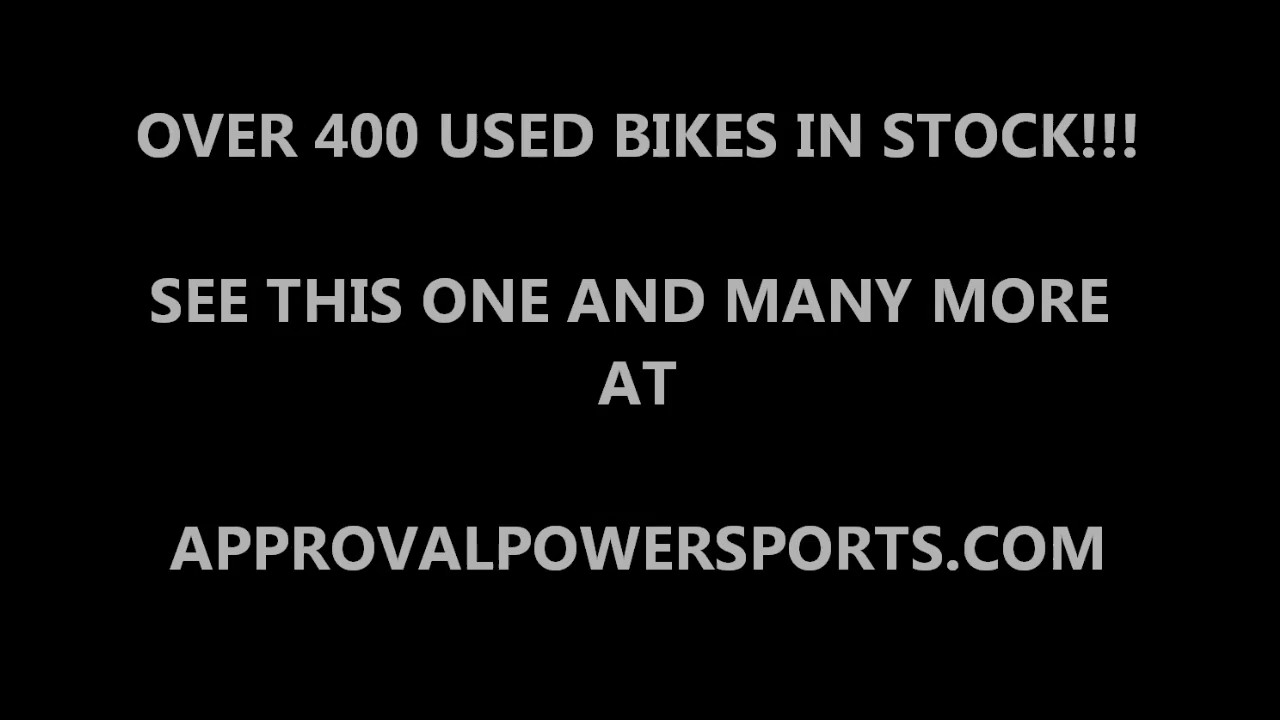 OVER 400 USED BIKES IN STOCK!!!
SEE THIS ONE AND MANY MORE
AT
APPROVALPOWERSPORTS.COM